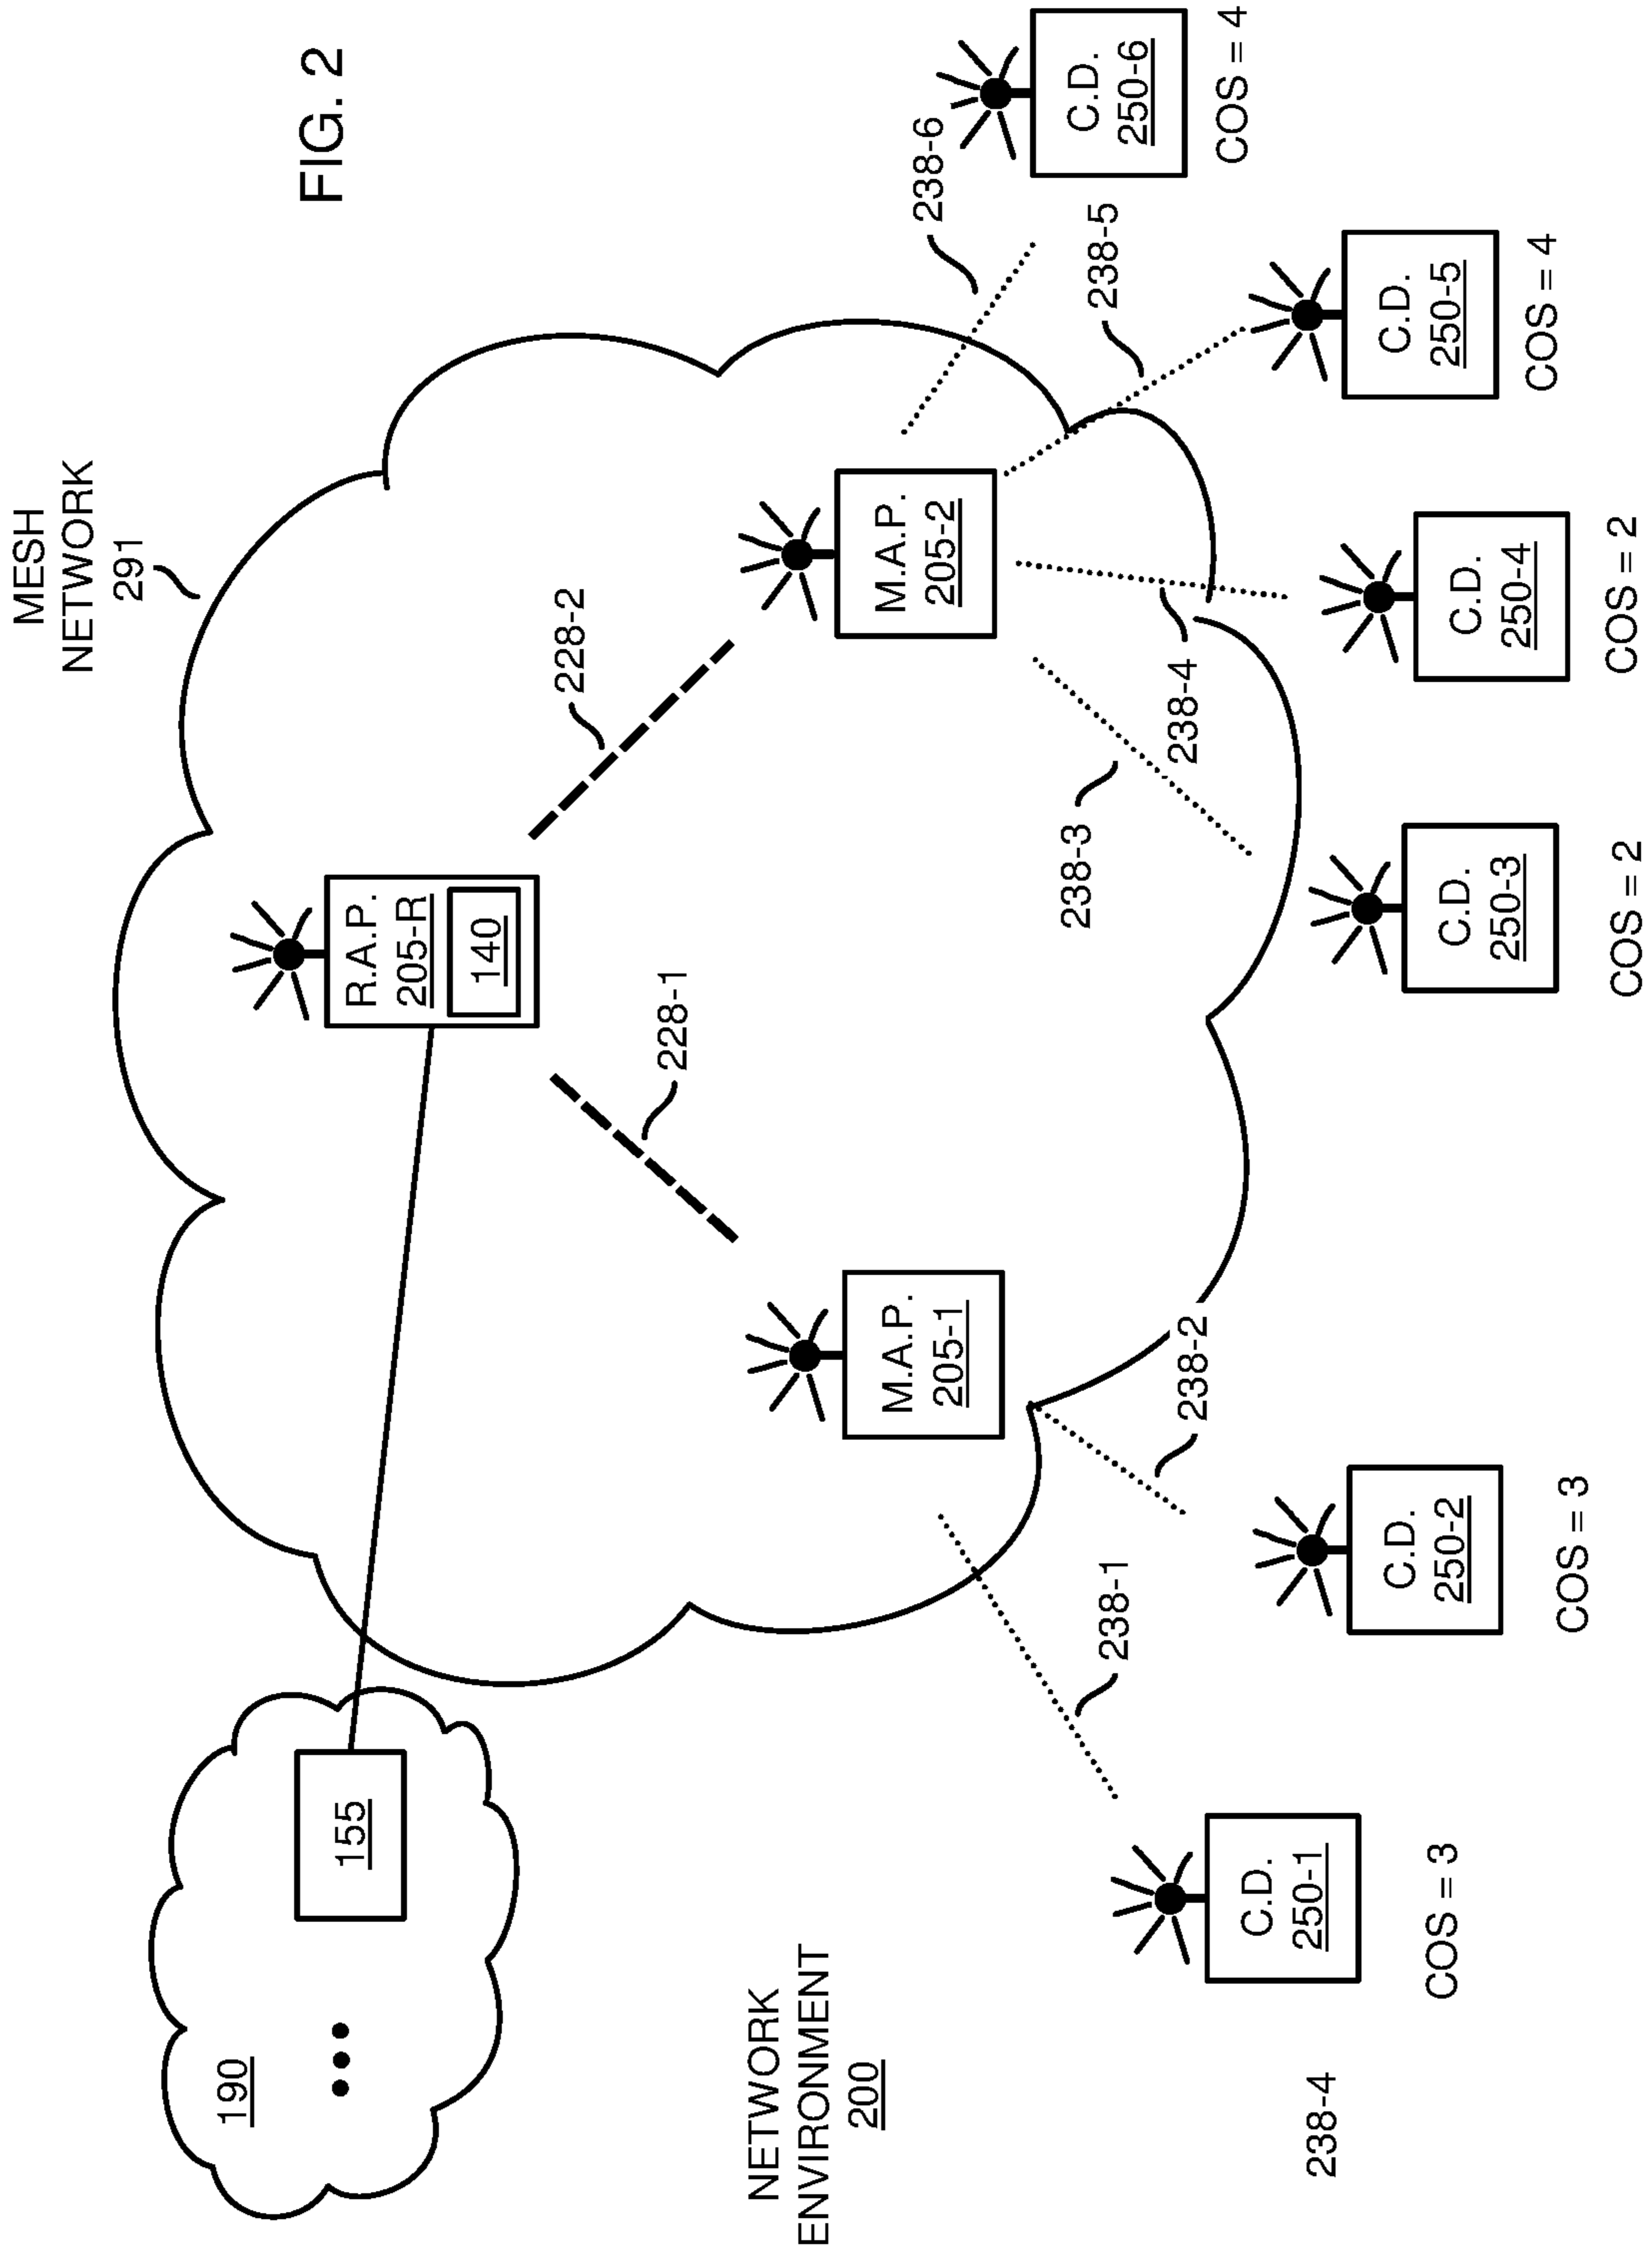 FIG. 2
MESH
NETWORK
291
190
155
R.A.P.
205-R
140
228-1
228-2
M.A.P.
205-1
M.A.P.
205-2
NETWORK
ENVIRONMENT
200
238-1
238-2
238-3
238-4
238-5
238-6
C.D.
250-1
COS = 3
C.D.
250-2
COS = 3
C.D.
250-3
COS = 2
C.D.
250-4
COS = 2
C.D.
250-5
COS = 4
C.D.
250-6
COS = 4
238-4